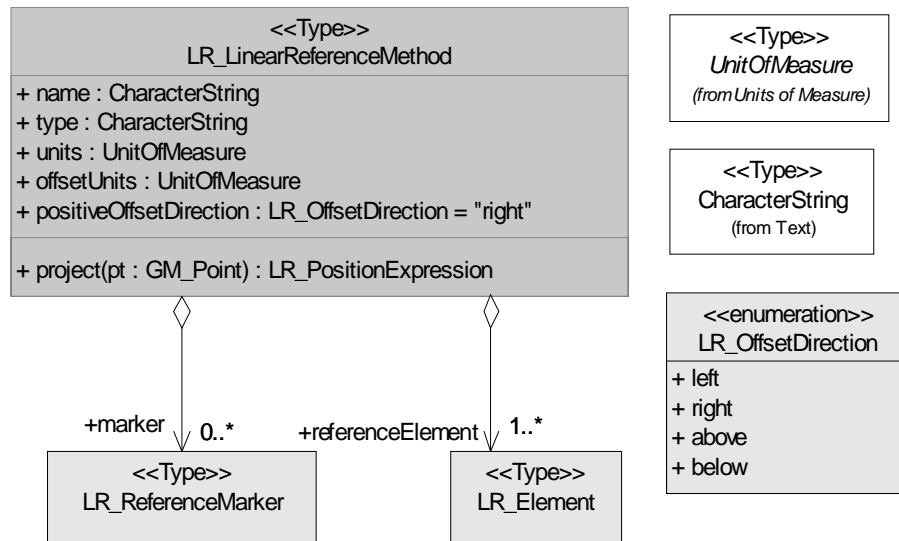 <<Type>>
LR_LinearReferenceMethod
+ name : CharacterString
+ type : CharacterString
+ units : UnitOfMeasure
+ offsetUnits : UnitOfMeasure
+ positiveOffsetDirection : LR_OffsetDirection = "right"
+ project(pt : GM_Point) : LR_PositionExpression
+marker
0..*
+referenceElement
1..*
<<Type>>
LR_ReferenceMarker
<<Type>>
LR_Element
<<Type>>
UnitOfMeasure
(from Units of Measure)
<<Type>>
CharacterString
(from Text)
<<enumeration>>
LR_OffsetDirection
+ left
+ right
+ above
+ below